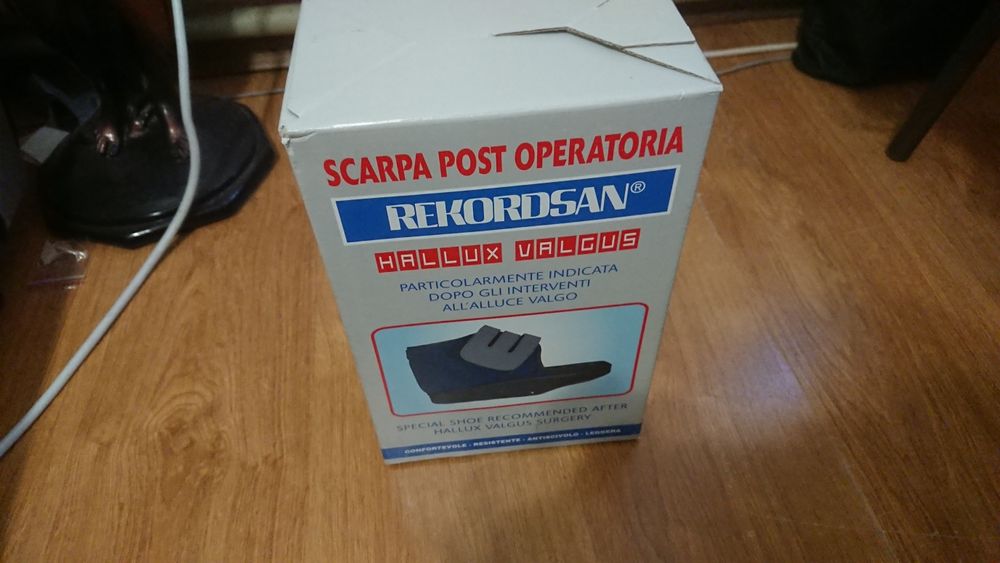 SCARPA POST OPERATORIA
REKORDSAN®
HALLUX VALGUS
PARTICOLARMENTE INDICATA
DOPO GLI INTERVENTI
ALL'ALLUCE VALGO
SPECIAL SHOE RECOMMENDED AFTER
HALLUX VALGUS SURGERY
CONFORTEVOLE - RESISTENTE - ANTISCIVOLO - LEGGERA